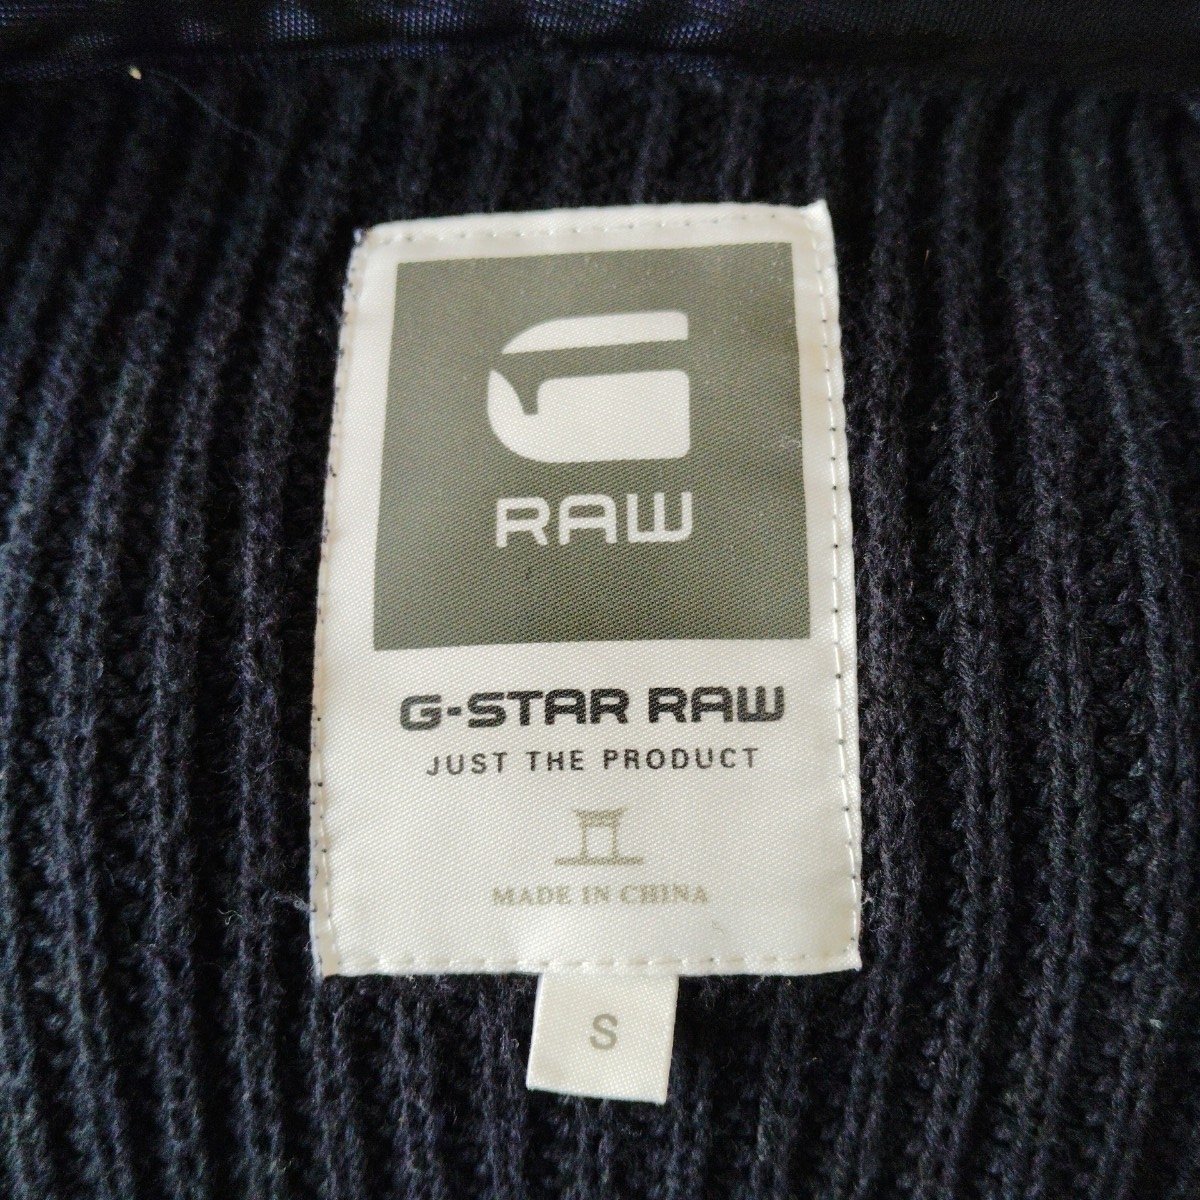 RAW
G-STAR RAW
JUST THE PRODUCT
MADE IN CHINA
S